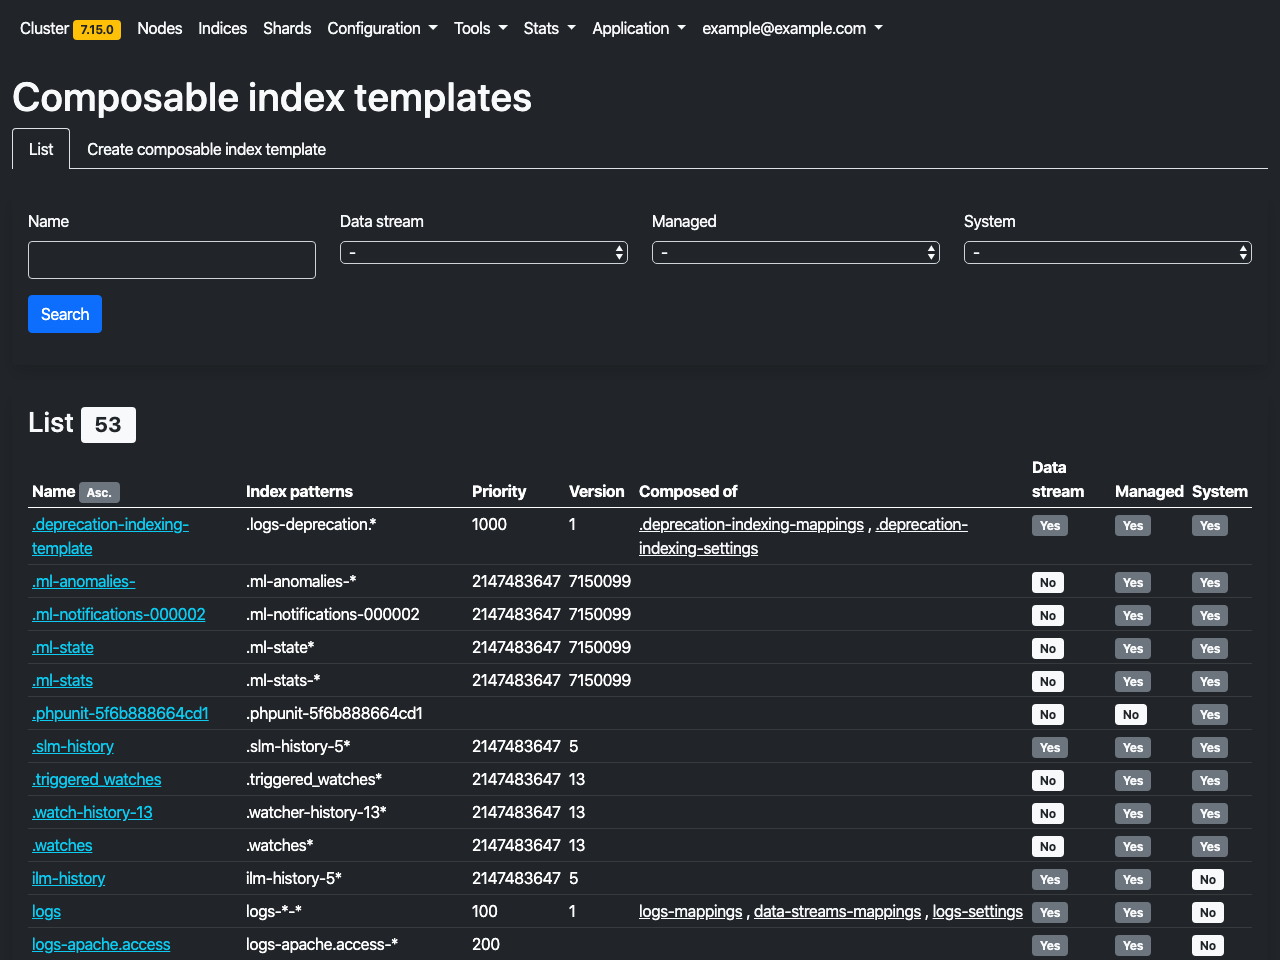 Cluster 7.15.0 Nodes Indices Shards Configuration Tools Stats Application example@example.com
Composable index templates
List Create composable index template
Name Data stream Managed System
- - -
Search
List 53
Name Asc. Index patterns Priority Version Composed of Data stream Managed System
.deprecation-indexing-template .logs-deprecation.* 1000 1 .deprecation-indexing-mappings , .deprecation-indexing-settings Yes Yes Yes
.ml-anomalies- .ml-anomalies-* 2147483647 7150099 No Yes Yes
.ml-notifications-000002 .ml-notifications-000002 2147483647 7150099 No Yes Yes
.ml-state .ml-state* 2147483647 7150099 No Yes Yes
.ml-stats .ml-stats-* 2147483647 7150099 No Yes Yes
.phpunit-5f6b888664cd1 .phpunit-5f6b888664cd1 No No Yes
.slm-history .slm-history-5* 2147483647 5 Yes Yes Yes
.triggered_watches .triggered_watches* 2147483647 13 No Yes Yes
.watch-history-13 .watcher-history-13* 2147483647 13 No Yes Yes
.watches .watches* 2147483647 13 No Yes Yes
ilm-history ilm-history-5* 2147483647 5 Yes Yes No
logs logs-*-* 100 1 logs-mappings , data-streams-mappings , logs-settings Yes Yes No
logs-apache.access logs-apache.access-* 200 Yes Yes No